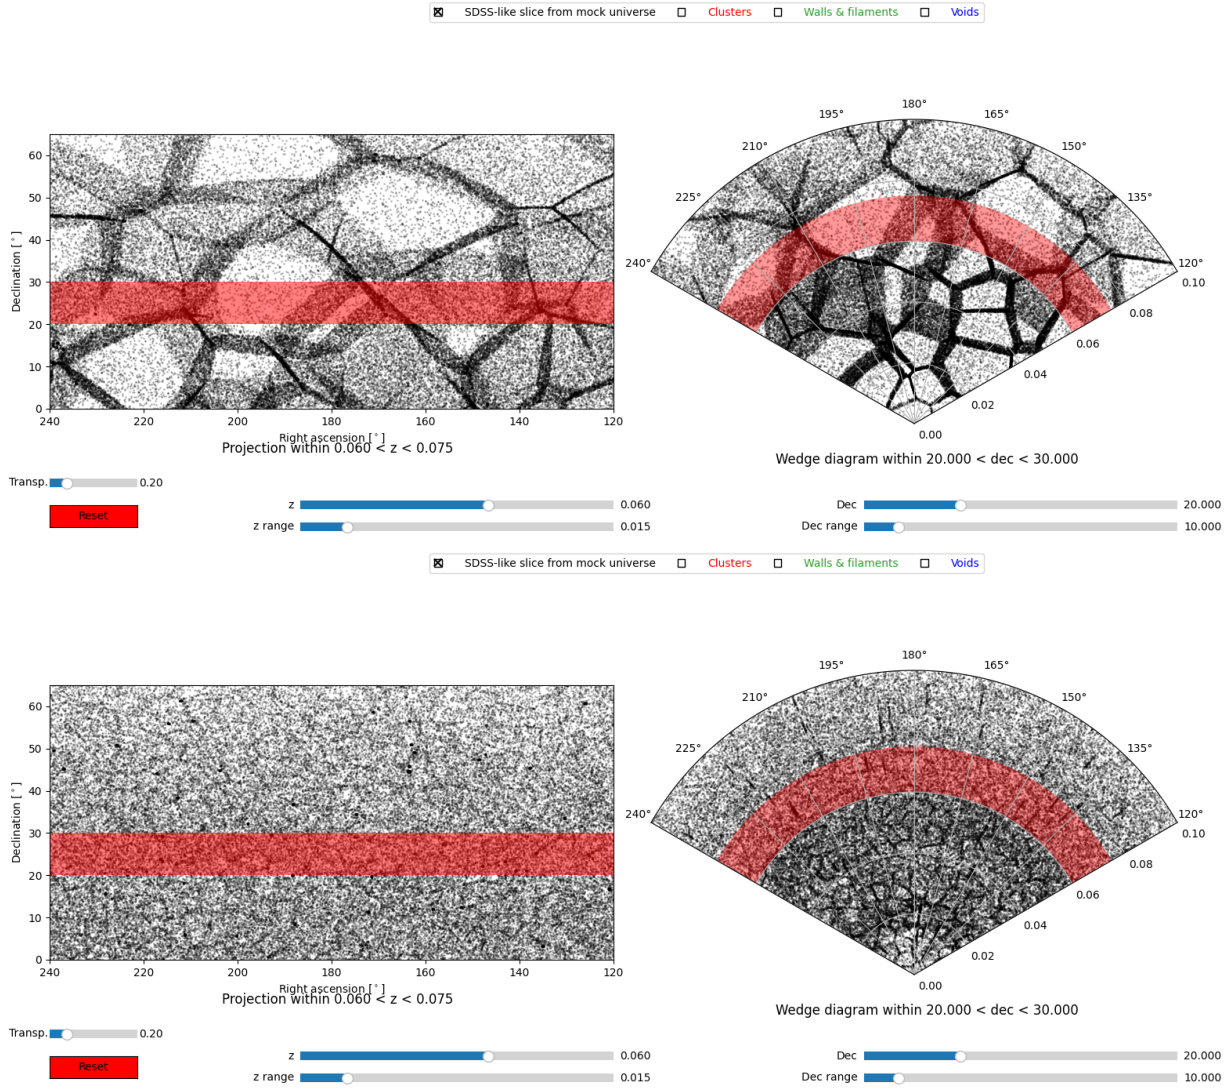 SDSS-like slice from mock universe Clusters Walls & filaments Voids
60
50
40
30
20
10
0
Declination [°]
240 220 200 180 160 140 120
Right ascension [°]
Projection within 0.060 < z < 0.075
240° 225° 210° 195° 180° 165° 150° 135° 120°
0.10
0.08
0.06
0.04
0.02
0.00
Wedge diagram within 20.000 < dec < 30.000
Transp. 0.20
Reset
z 0.060
z range 0.015
Dec 20.000
Dec range 10.000
SDSS-like slice from mock universe Clusters Walls & filaments Voids
60
50
40
30
20
10
0
Declination [°]
240 220 200 180 160 140 120
Right ascension [°]
Projection within 0.060 < z < 0.075
240° 225° 210° 195° 180° 165° 150° 135° 120°
0.10
0.08
0.06
0.04
0.02
0.00
Wedge diagram within 20.000 < dec < 30.000
Transp. 0.20
Reset
z 0.060
z range 0.015
Dec 20.000
Dec range 10.000